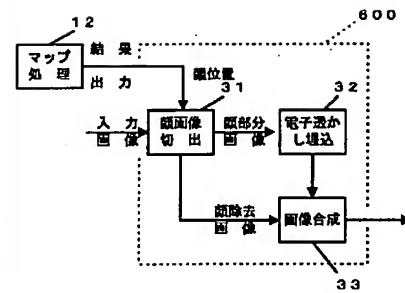 12
600
マップ
処理
結果
出力
顔位置
31
32
入力
画像
顔画像
切出
顔部分
画像
電子透か
し埋込
顔除去
画像
画像合成
33